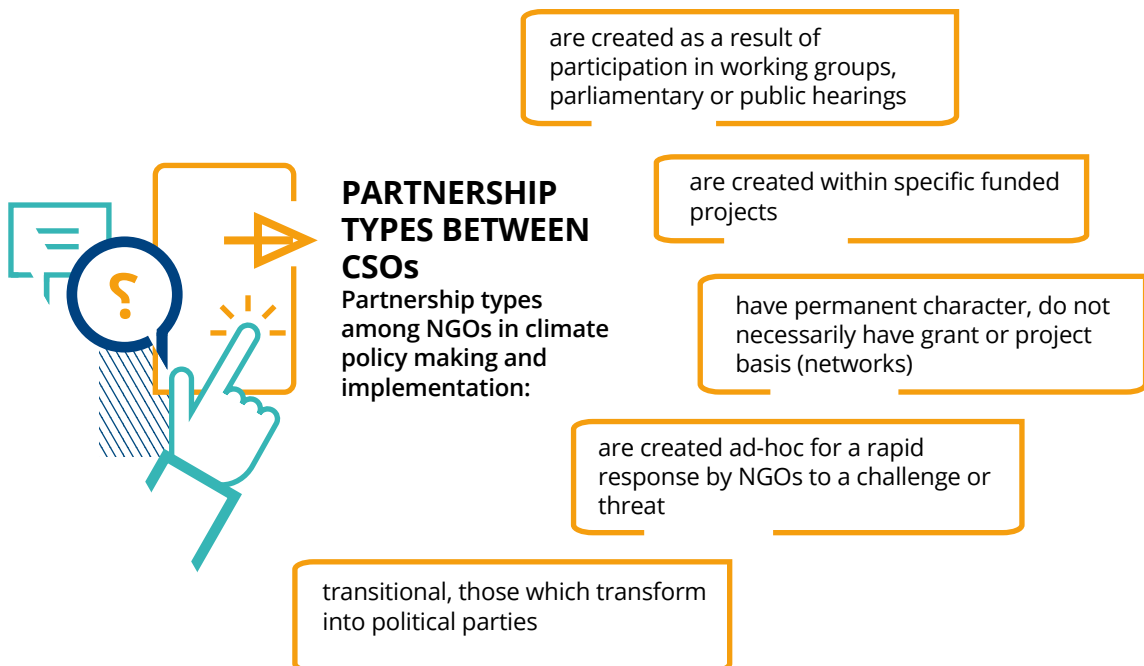 are created as a result of
participation in working groups,
parliamentary or public hearings
PARTNERSHIP
TYPES BETWEEN
CSOs
Partnership types
among NGOs in climate
policy making and
implementation:
are created within specific funded
projects
have permanent character, do not
necessarily have grant or project
basis (networks)
are created ad-hoc for a rapid
response by NGOs to a challenge or
threat
transitional, those which transform
into political parties
؟